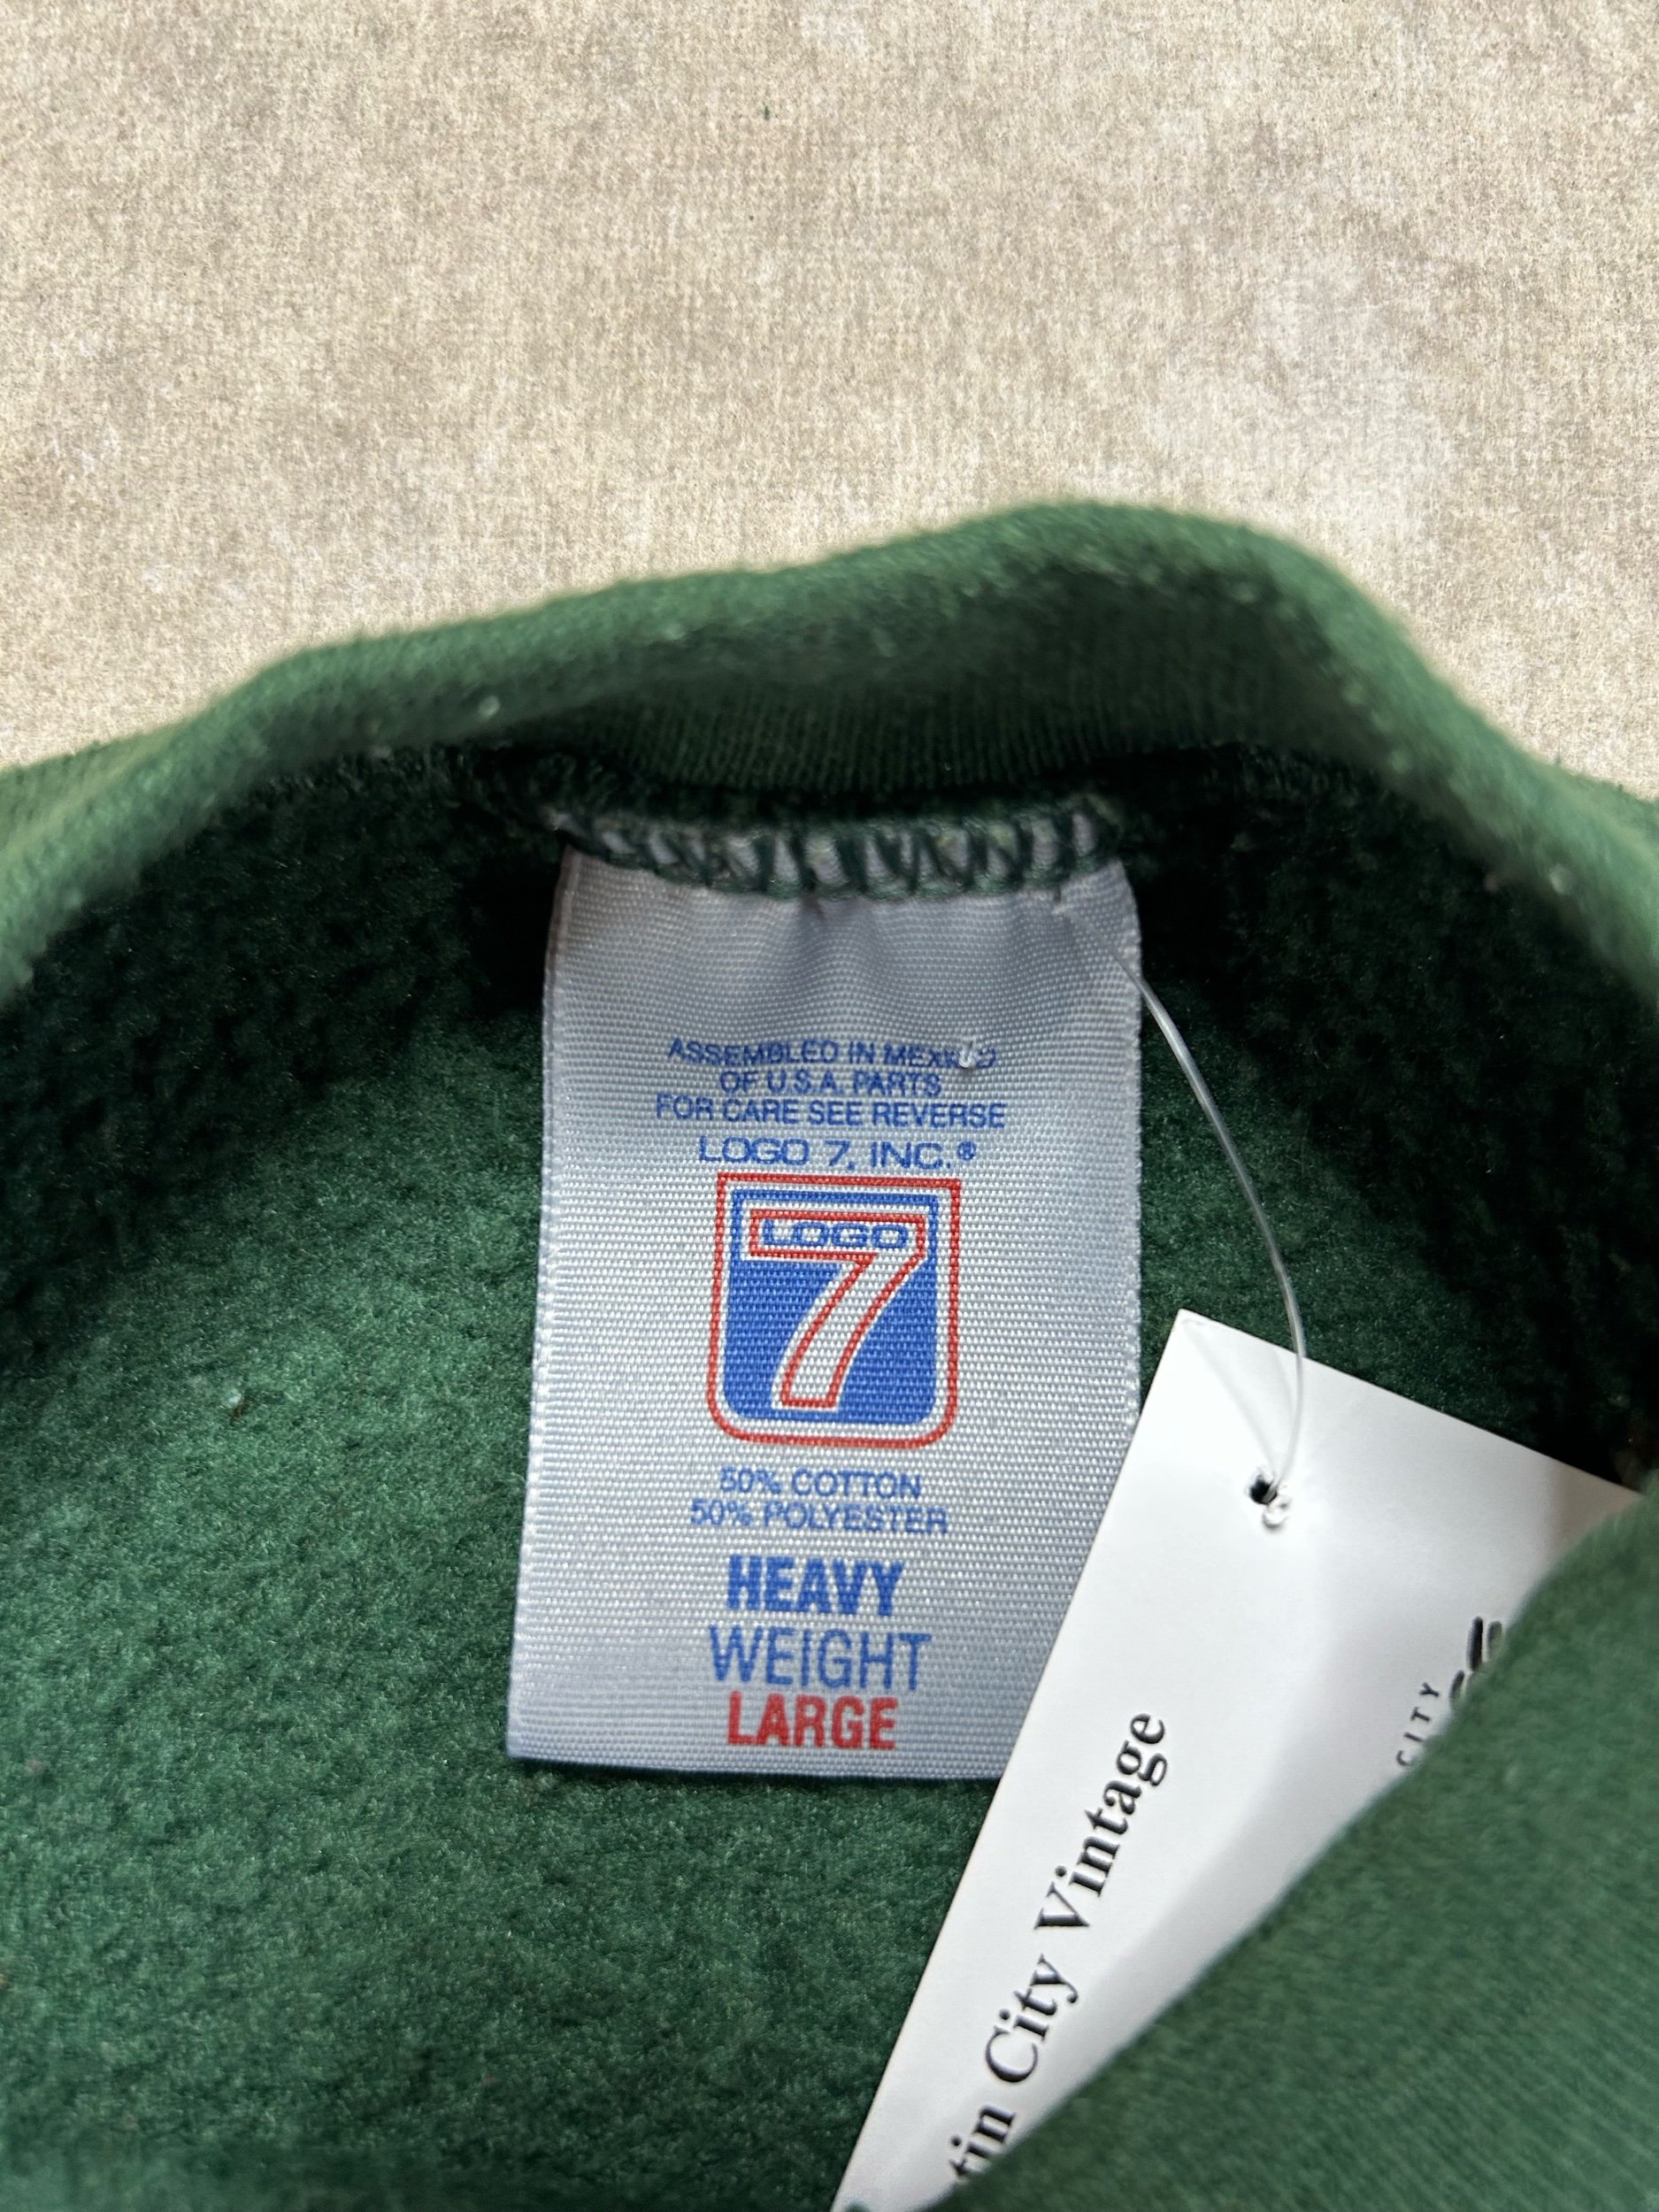 ASSEMBLED IN MEXICO
OF U.S.A. PARTS
FOR CARE SEE REVERSE
LOGO 7, INC.®
LOGO
7
50% COTTON
50% POLYESTER
HEAVY
WEIGHT
LARGE
City Vintage
CITY